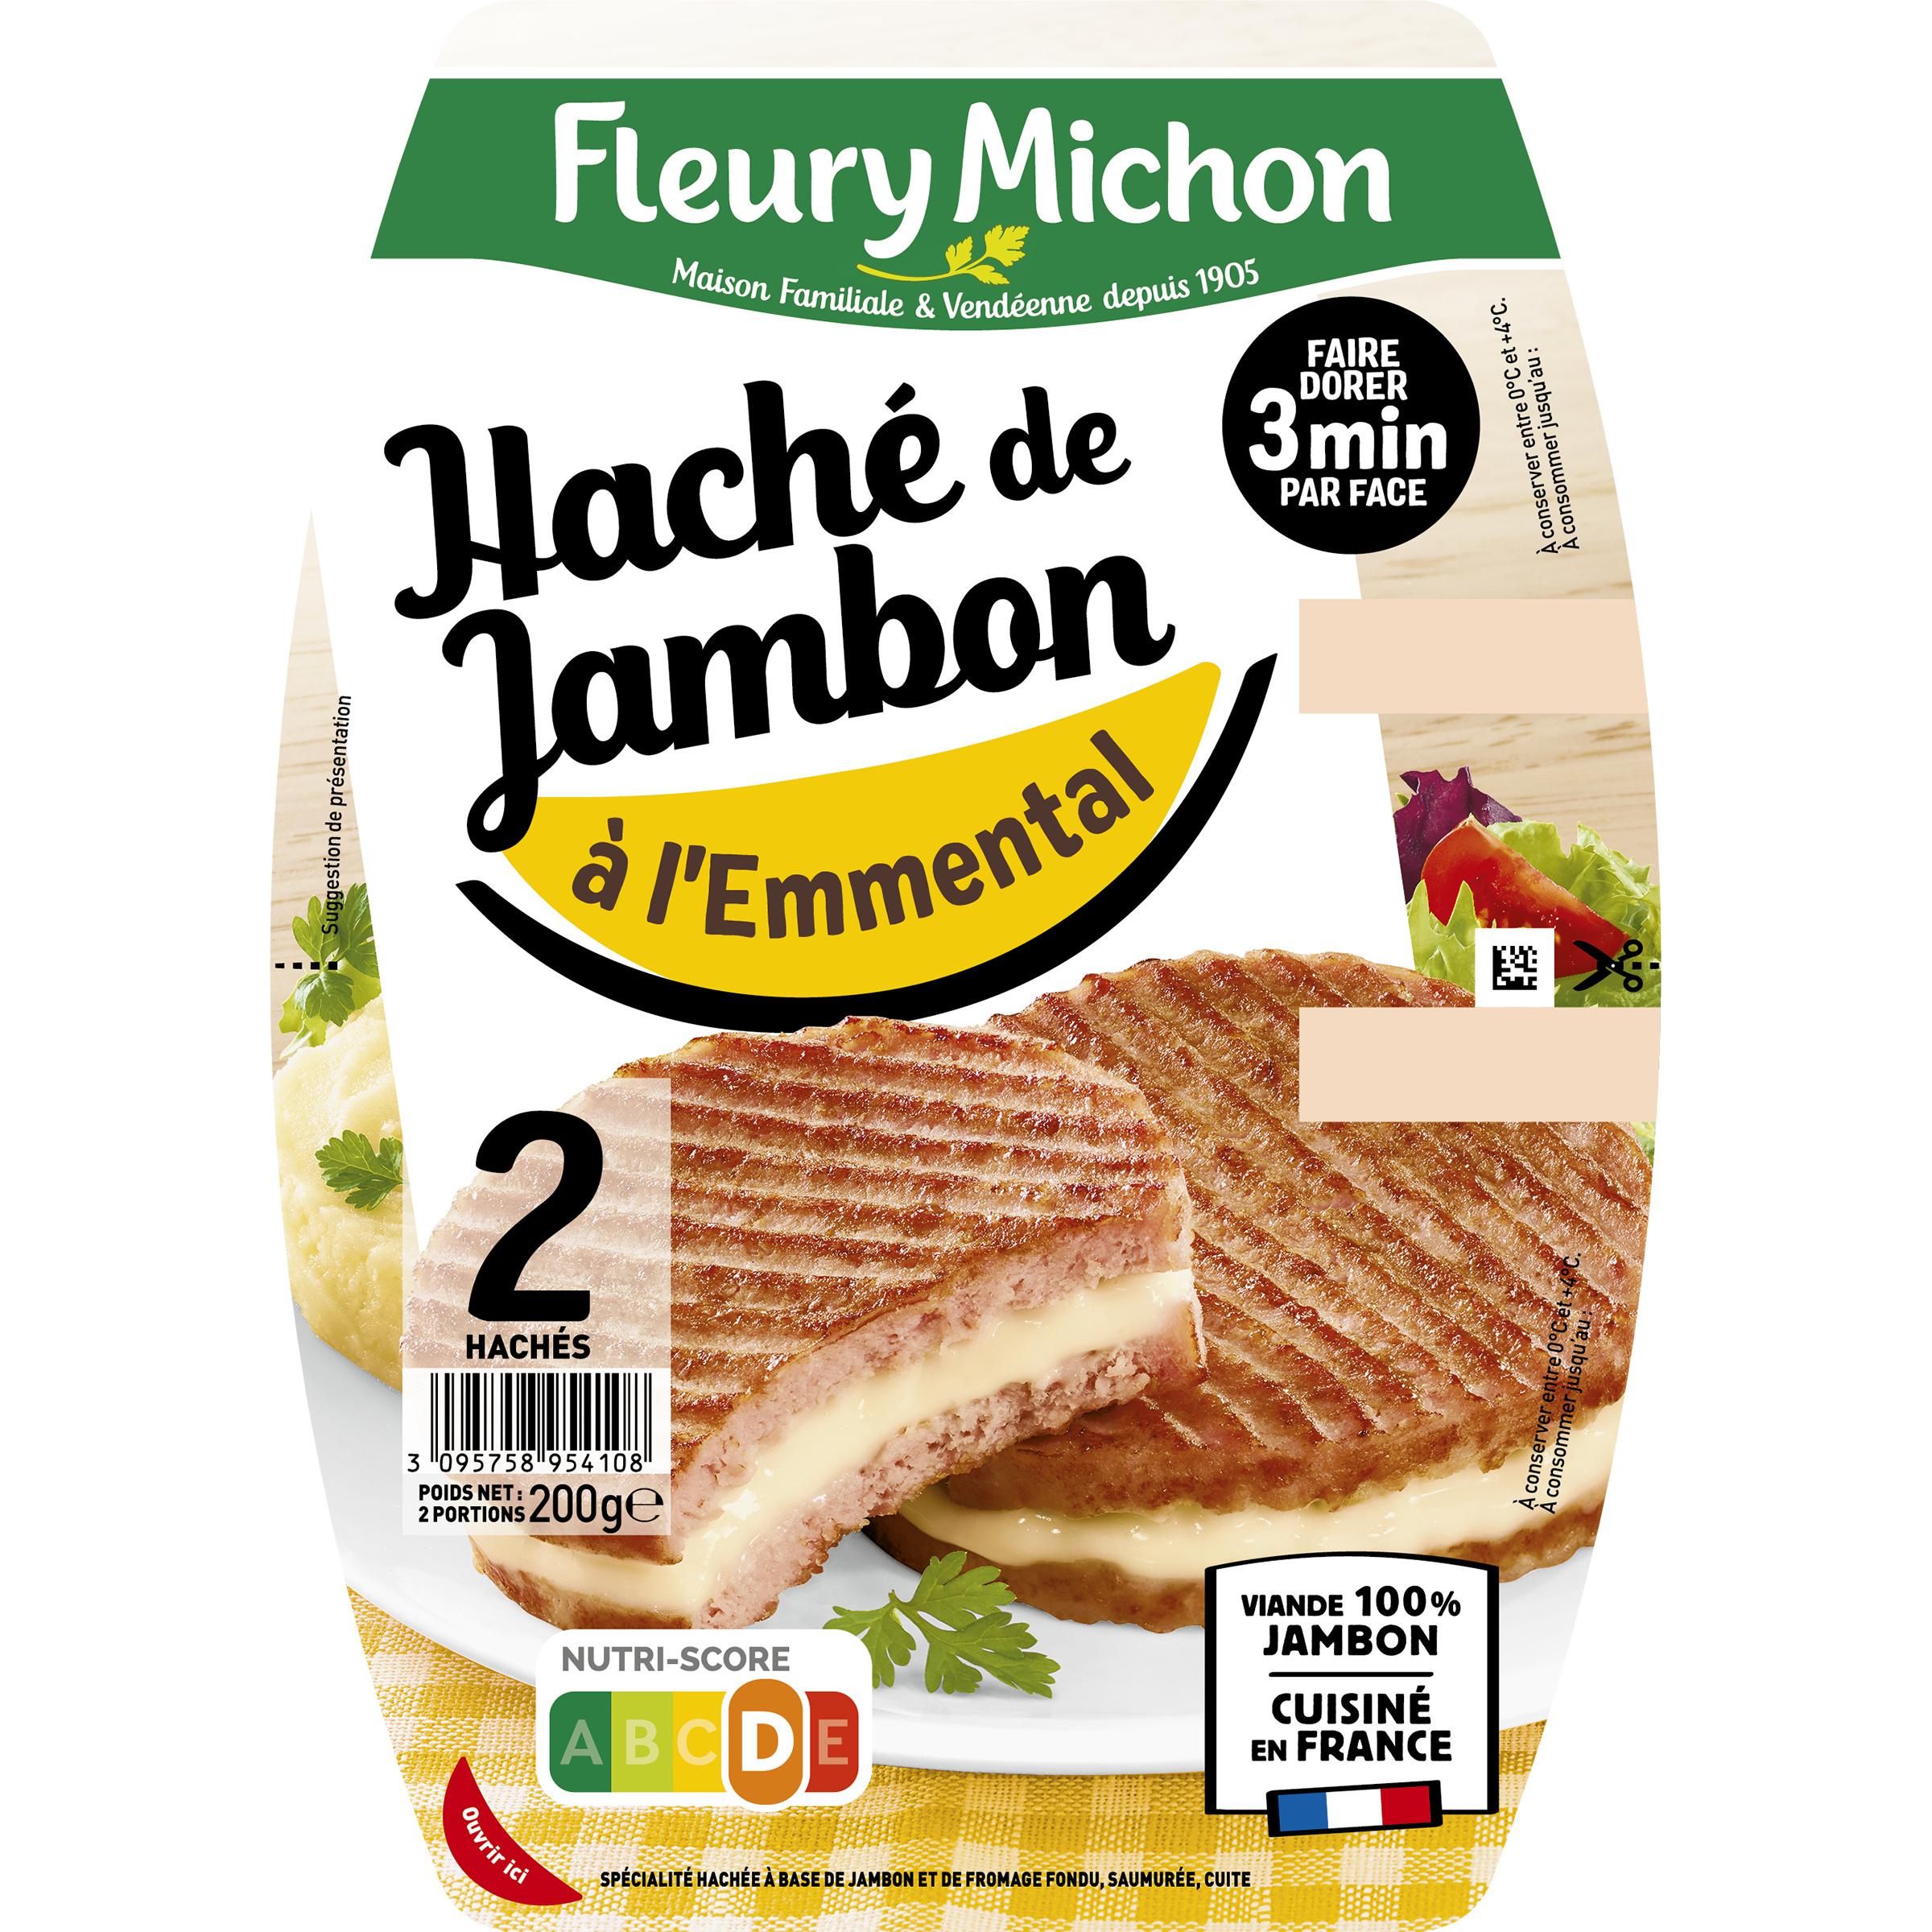 Fleury Michon
Maison Familiale & Vendéenne depuis 1905
FAIRE
DORER
3 min
PAR FACE
À conserver entre 0°C et +4°C.
À consommer jusqu'au :
Haché de
Jambon
à l'Emmental
Suggestion de présentation
2
HACHÉS
3 095758 954108
POIDS NET :
2 PORTIONS 200g e
À conserver entre 0°C et +4°C.
À consommer jusqu'au :
VIANDE 100%
JAMBON
CUISINÉ
EN FRANCE
NUTRI-SCORE
A B C D E
Ouvrir ici
SPÉCIALITÉ HACHÉE À BASE DE JAMBON ET DE FROMAGE FONDU, SAUMURÉE, CUITE